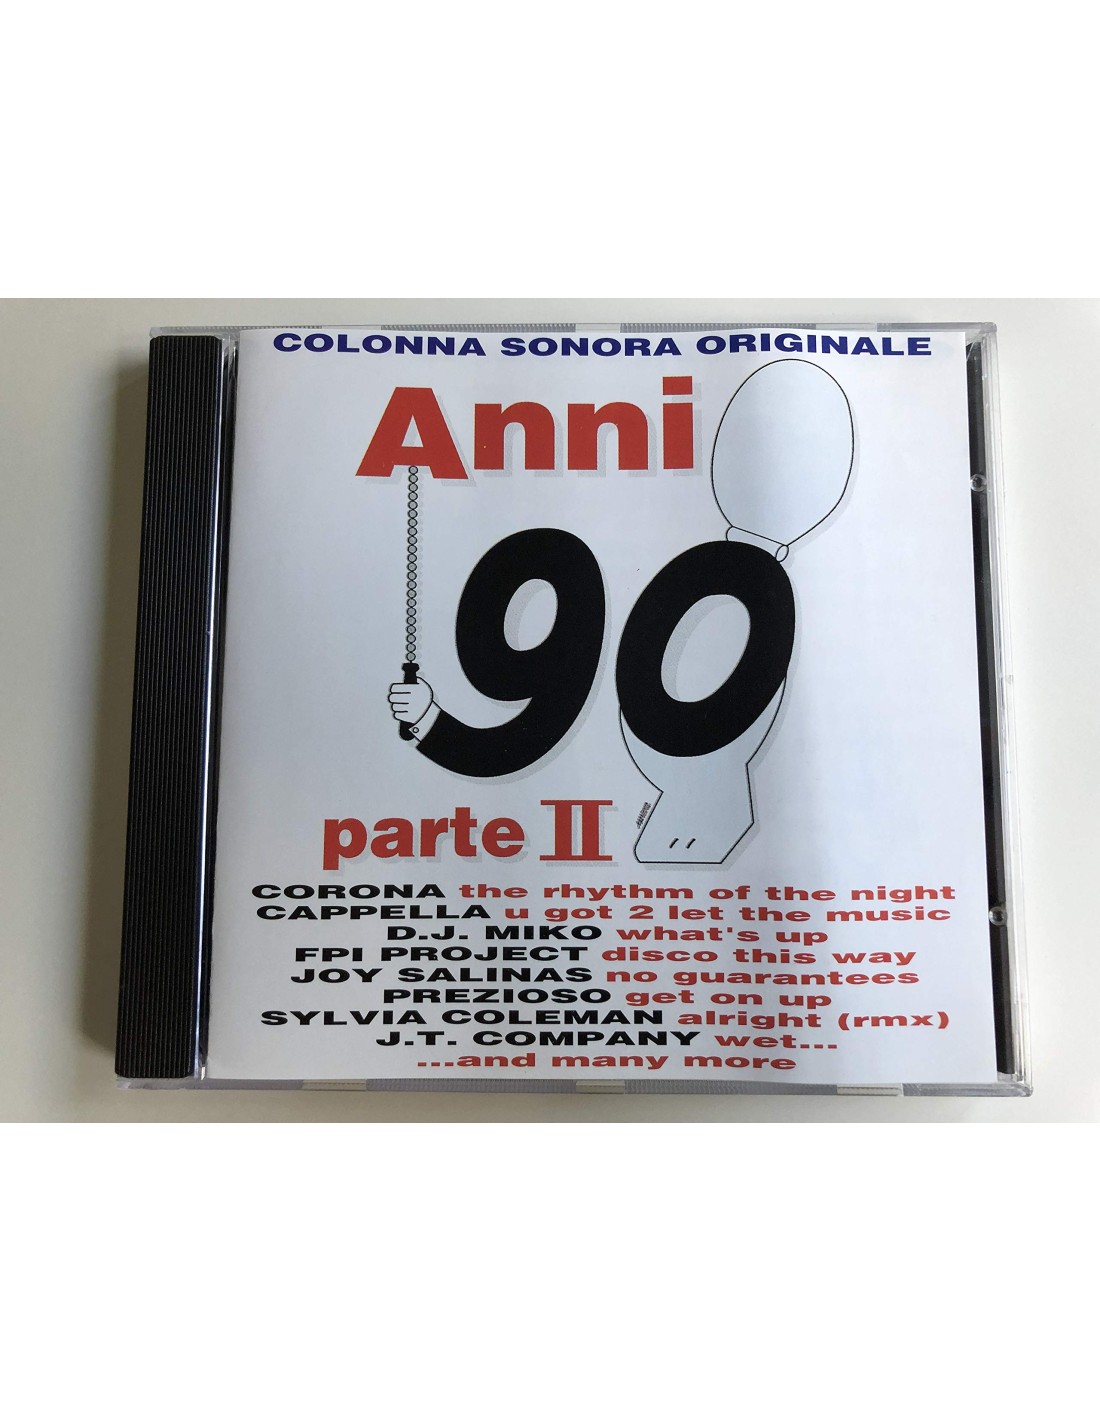 COLONNA SONORA ORIGINALE
Anni
90
parte II
CORONA the rhythm of the night
CAPPELLA u got 2 let the music
D.J. MIKO what's up
FPI PROJECT disco this way
JOY SALINAS no guarantees
PREZIOSO get on up
SYLVIA COLEMAN alright (rmx)
J.T. COMPANY wet...
...and many more